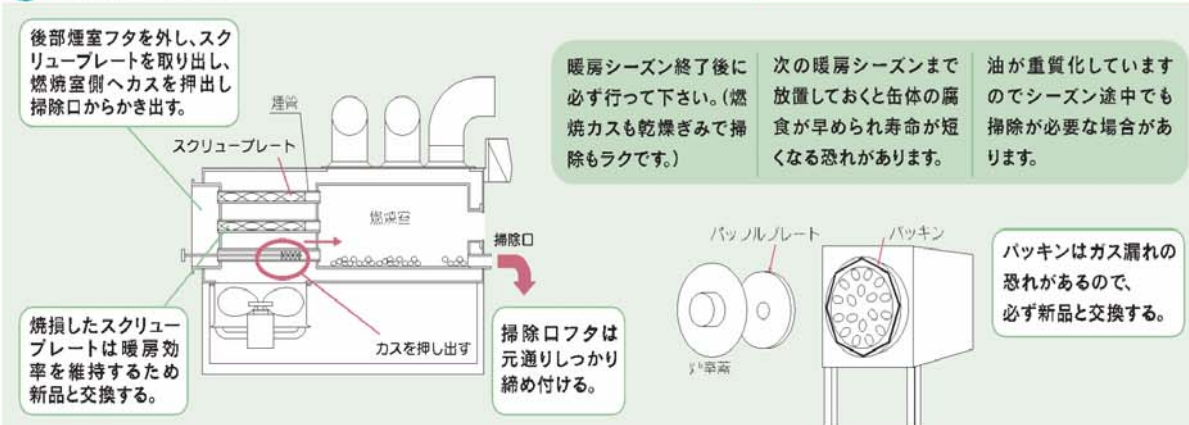 後部煙室フタを外し、スク
リュープレートを取り出し、
燃焼室側へカスを押出し
掃除口からかき出す。
煙管
スクリュープレート
燃焼室
掃除口
カスを押し出す
焼損したスクリュー
プレートは暖房効
率を維持するため
新品と交換する。
掃除口フタは
元通りしっかり
締め付ける。
暖房シーズン終了後に
必ず行って下さい。(燃
焼カスも乾燥ぎみで掃
除もラクです。)
次の暖房シーズンまで
放置しておくと缶体の腐
食が早められ寿命が短
くなる恐れがあります。
油が重質化しています
のでシーズン途中でも
掃除が必要な場合があ
ります。
バッフルプレート
パッキン
パッキンはガス漏れの
恐れがあるので、
必ず新品と交換する。